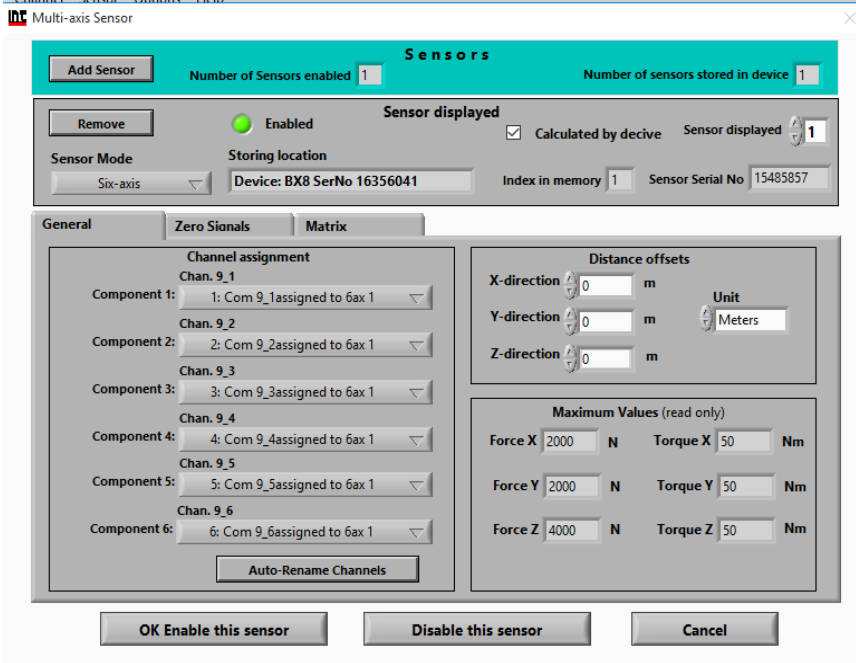 Multi-axis Sensor
Sensors
Add Sensor
Number of Sensors enabled 1
Number of sensors stored in device 1
Sensor displayed
Remove
Enabled
Calculated by decive
Sensor displayed 1
Sensor Mode
Storing location
Six-axis
Device: BX8 SerNo 16356041
Index in memory 1
Sensor Serial No 15485857
General
Zero Signals
Matrix
Channel assignment
Chan. 9_1
Component 1: 1: Com 9_1assigned to 6ax 1
Chan. 9_2
Component 2: 2: Com 9_2assigned to 6ax 1
Chan. 9_3
Component 3: 3: Com 9_3assigned to 6ax 1
Chan. 9_4
Component 4: 4: Com 9_4assigned to 6ax 1
Chan. 9_5
Component 5: 5: Com 9_5assigned to 6ax 1
Chan. 9_6
Component 6: 6: Com 9_6assigned to 6ax 1
Auto-Rename Channels
Distance offsets
X-direction 0 m
Unit
Y-direction 0 m
Meters
Z-direction 0 m
Maximum Values (read only)
Force X 2000 N Torque X 50 Nm
Force Y 2000 N Torque Y 50 Nm
Force Z 4000 N Torque Z 50 Nm
OK Enable this sensor
Disable this sensor
Cancel